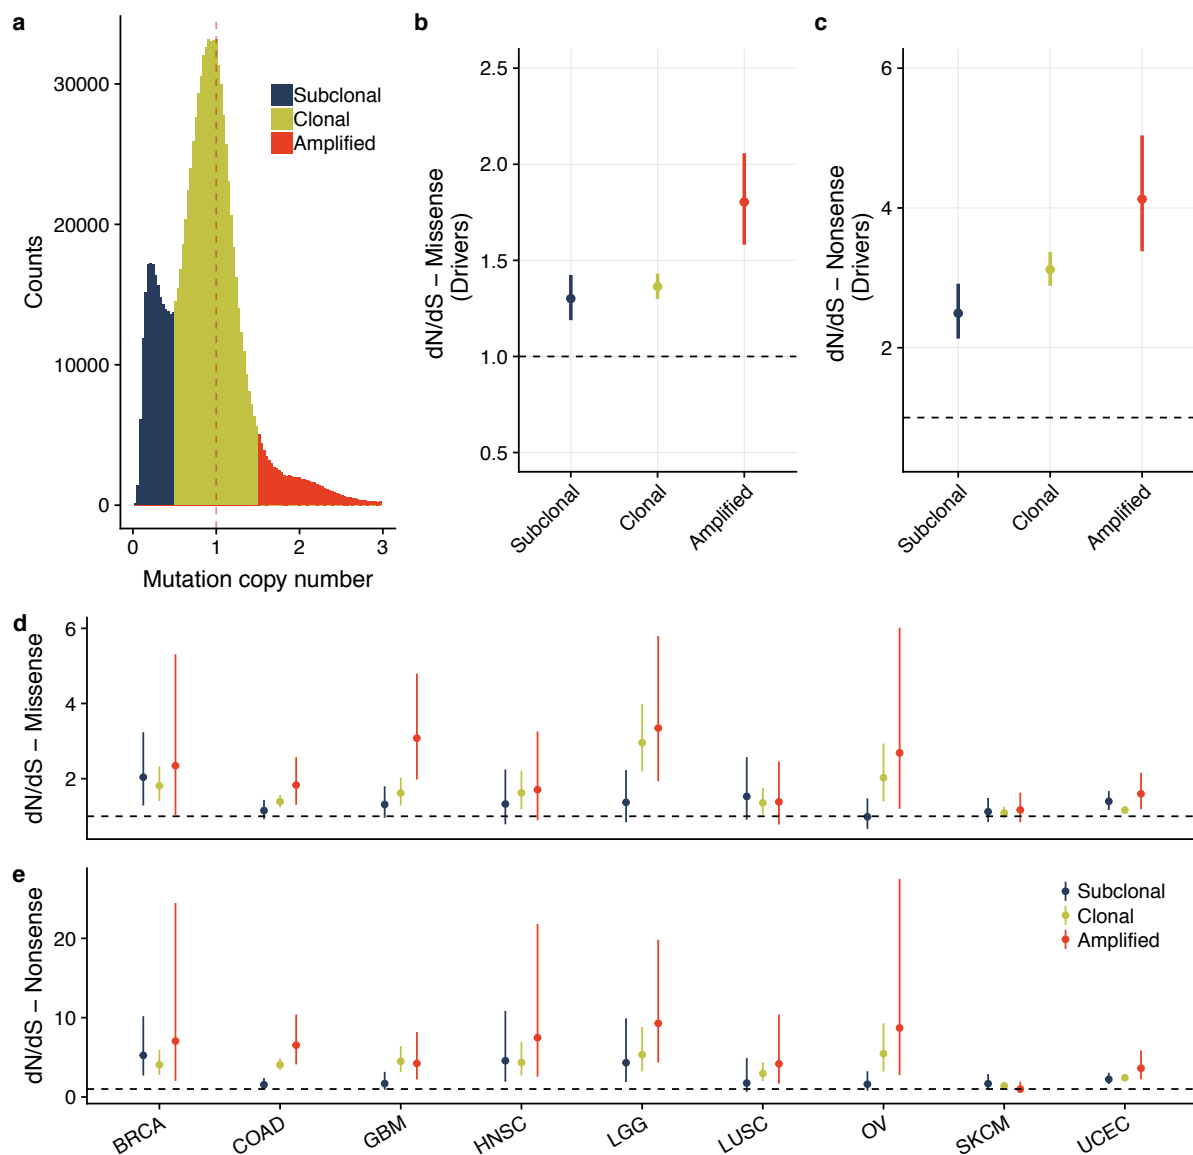 a
30000
20000
10000
0
Counts
0 1 2 3
Mutation copy number
Subclonal
Clonal
Amplified
b
2.5
2.0
1.5
1.0
0.5
dN/dS − Missense
(Drivers)
Subclonal
Clonal
Amplified
c
6
4
2
dN/dS − Nonsense
(Drivers)
Subclonal
Clonal
Amplified
d
6
4
2
dN/dS − Missense
e
20
10
0
dN/dS − Nonsense
Subclonal
Clonal
Amplified
BRCA COAD GBM HNSC LGG LUSC OV SKCM UCEC